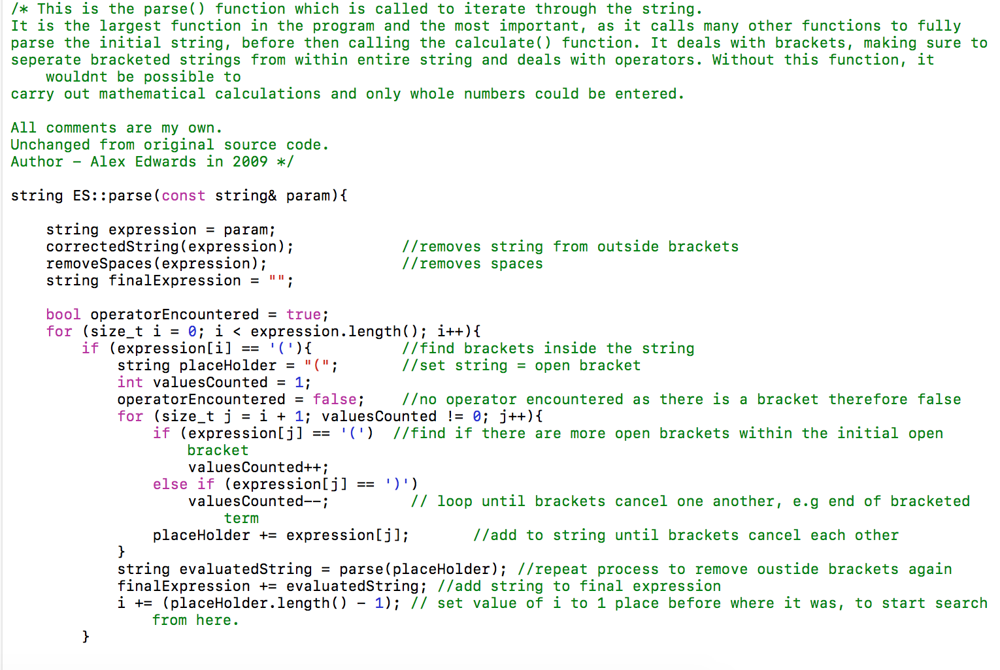 /* This is the parse() function which is called to iterate through the string.
It is the largest function in the program and the most important, as it calls many other functions to fully
parse the initial string, before then calling the calculate() function. It deals with brackets, making sure to
seperate bracketed strings from within entire string and deals with operators. Without this function, it
wouldnt be possible to
carry out mathematical calculations and only whole numbers could be entered.
All comments are my own.
Unchanged from original source code.
Author – Alex Edwards in 2009 */
string ES::parse(const string& param){
string expression = param;
correctedString(expression); //removes string from outside brackets
removeSpaces(expression); //removes spaces
string finalExpression = "";
bool operatorEncountered = true;
for (size_t i = 0; i < expression.length(); i++){
if (expression[i] == '('){ //find brackets inside the string
string placeHolder = "("; //set string = open bracket
int valuesCounted = 1;
operatorEncountered = false; //no operator encountered as there is a bracket therefore false
for (size_t j = i + 1; valuesCounted != 0; j++){
if (expression[j] == '(') //find if there are more open brackets within the initial open
bracket
valuesCounted++;
else if (expression[j] == ')')
valuesCounted--; // loop until brackets cancel one another, e.g end of bracketed
term
placeHolder += expression[j]; //add to string until brackets cancel each other
}
string evaluatedString = parse(placeHolder); //repeat process to remove oustide brackets again
finalExpression += evaluatedString; //add string to final expression
i += (placeHolder.length() - 1); // set value of i to 1 place before where it was, to start search
from here.
}